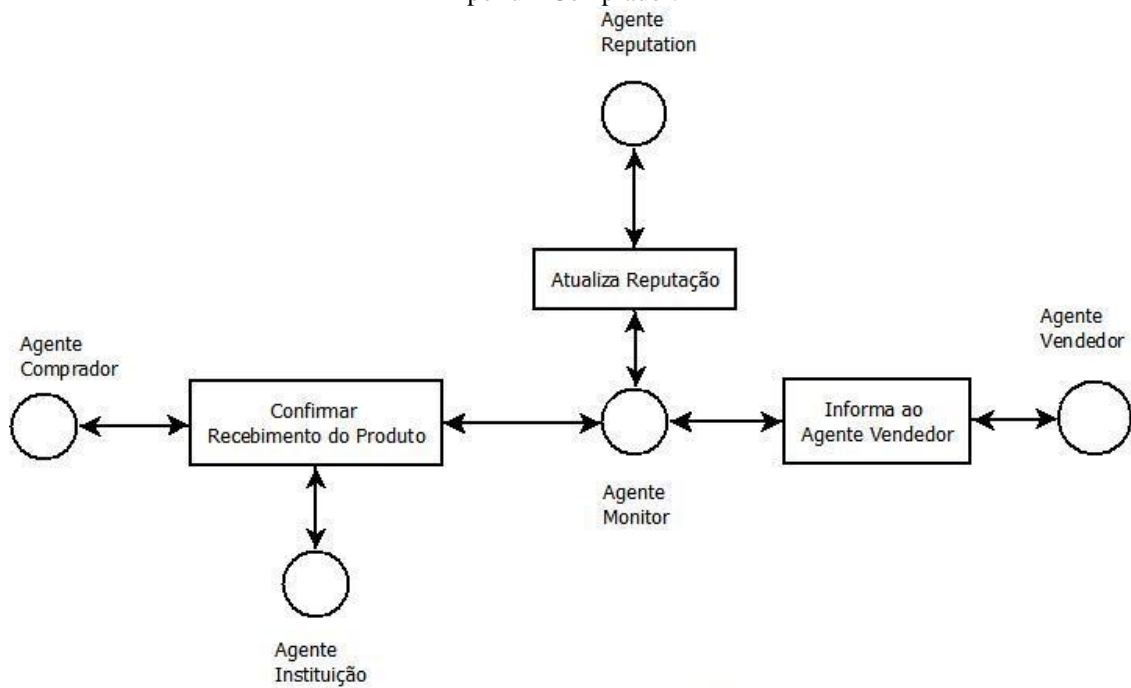 Agente
Reputation
Atualiza Reputação
Agente
Vendedor
Agente
Comprador
Confirmar
Recebimento do Produto
Informa ao
Agente Vendedor
Agente
Monitor
Agente
Instituição